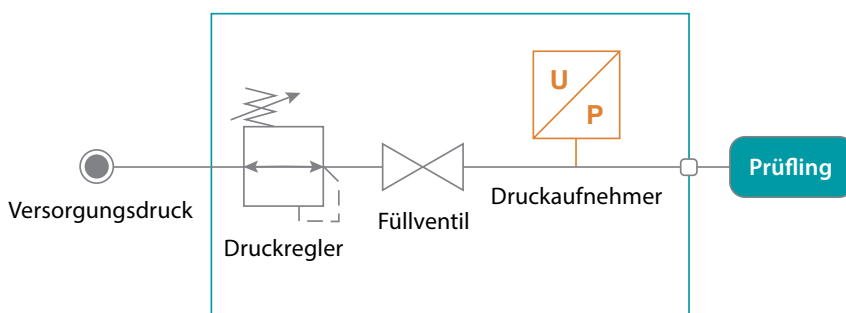 U
P
Prüfling
Versorgungsdruck
Druckregler
Füllventil
Druckaufnehmer